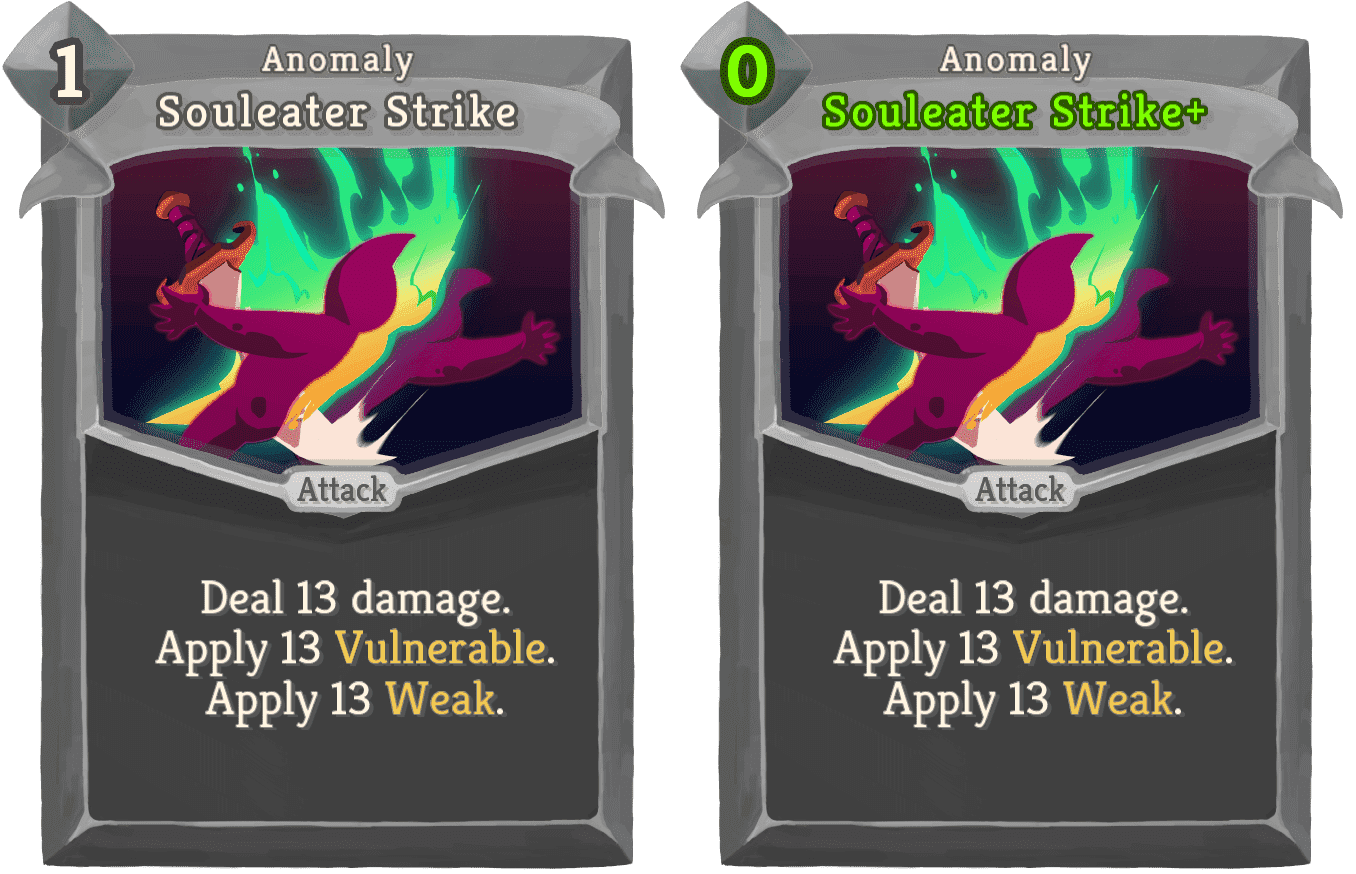 1
Anomaly
Souleater Strike
Attack
Deal 13 damage.
Apply 13 Vulnerable.
Apply 13 Weak.
0
Anomaly
Souleater Strike+
Attack
Deal 13 damage.
Apply 13 Vulnerable.
Apply 13 Weak.